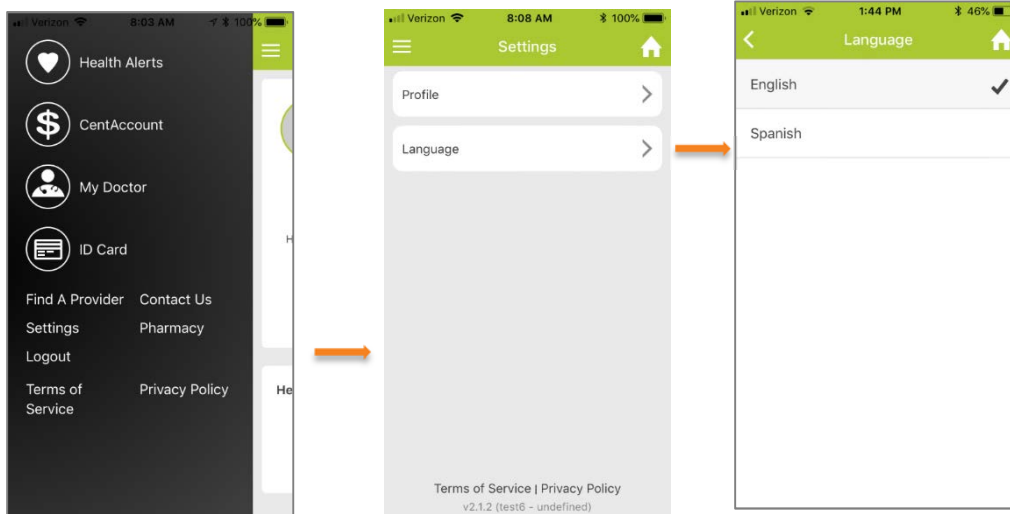 Verizon 8:03 AM 100%
Health Alerts
CentAccount
My Doctor
ID Card
Find A Provider Contact Us
Settings Pharmacy
Logout
Terms of Service Privacy Policy
H
He
Verizon 8:08 AM 100%
Settings
Profile
Language
Terms of Service | Privacy Policy
v2.1.2 (test6 - undefined)
Verizon 1:44 PM 46%
Language
English
Spanish